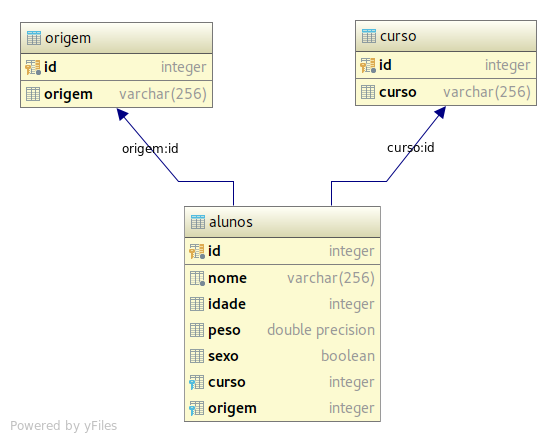 origem
id integer
origem varchar(256)
curso
id integer
curso varchar(256)
origem:id
curso:id
alunos
id integer
nome varchar(256)
idade integer
peso double precision
sexo boolean
curso integer
origem integer
Powered by yFiles